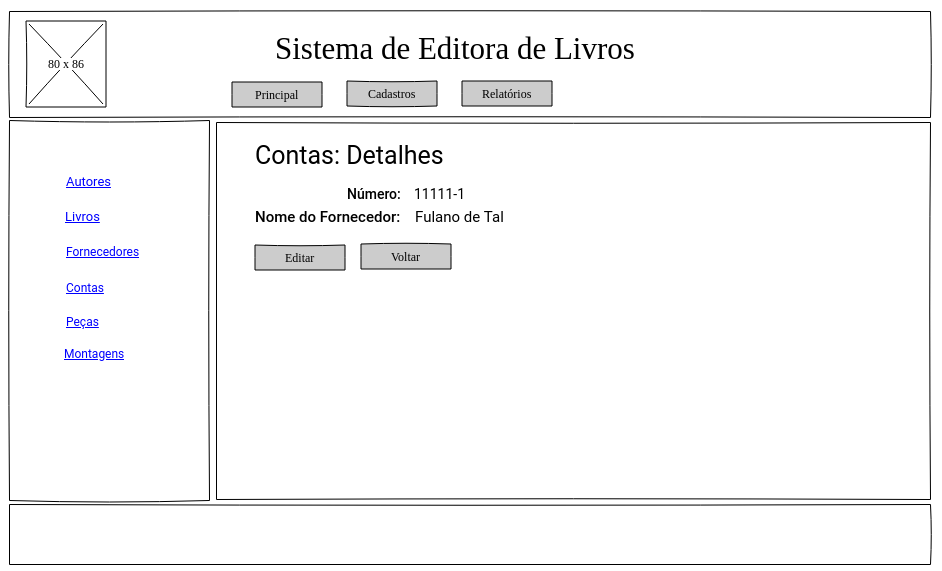 Sistema de Editora de Livros
80 x 86
Principal Cadastros Relatórios
Autores
Livros
Fornecedores
Contas
Peças
Montagens
Contas: Detalhes
Número: 11111-1
Nome do Fornecedor: Fulano de Tal
Editar Voltar